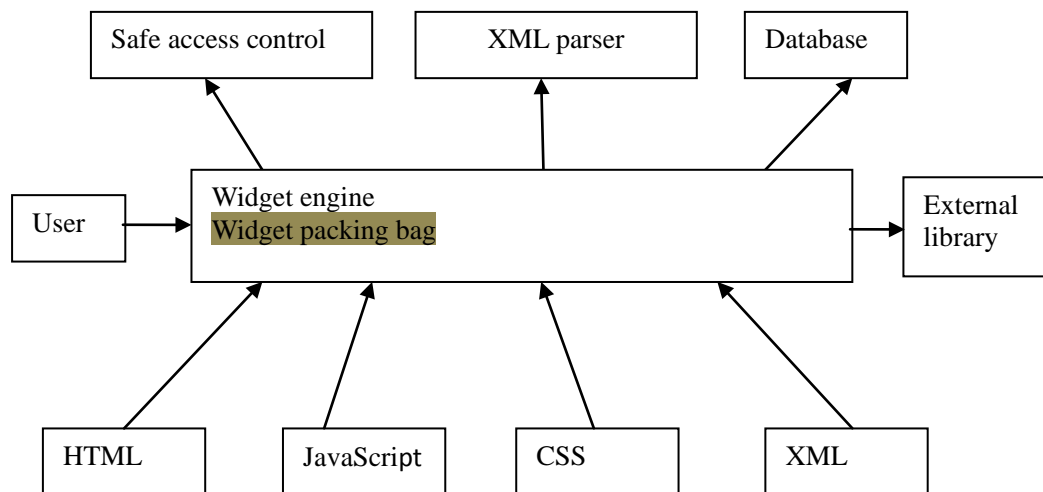 Safe access control
XML parser
Database
Widget engine
Widget packing bag
User
External
library
HTML
JavaScript
CSS
XML